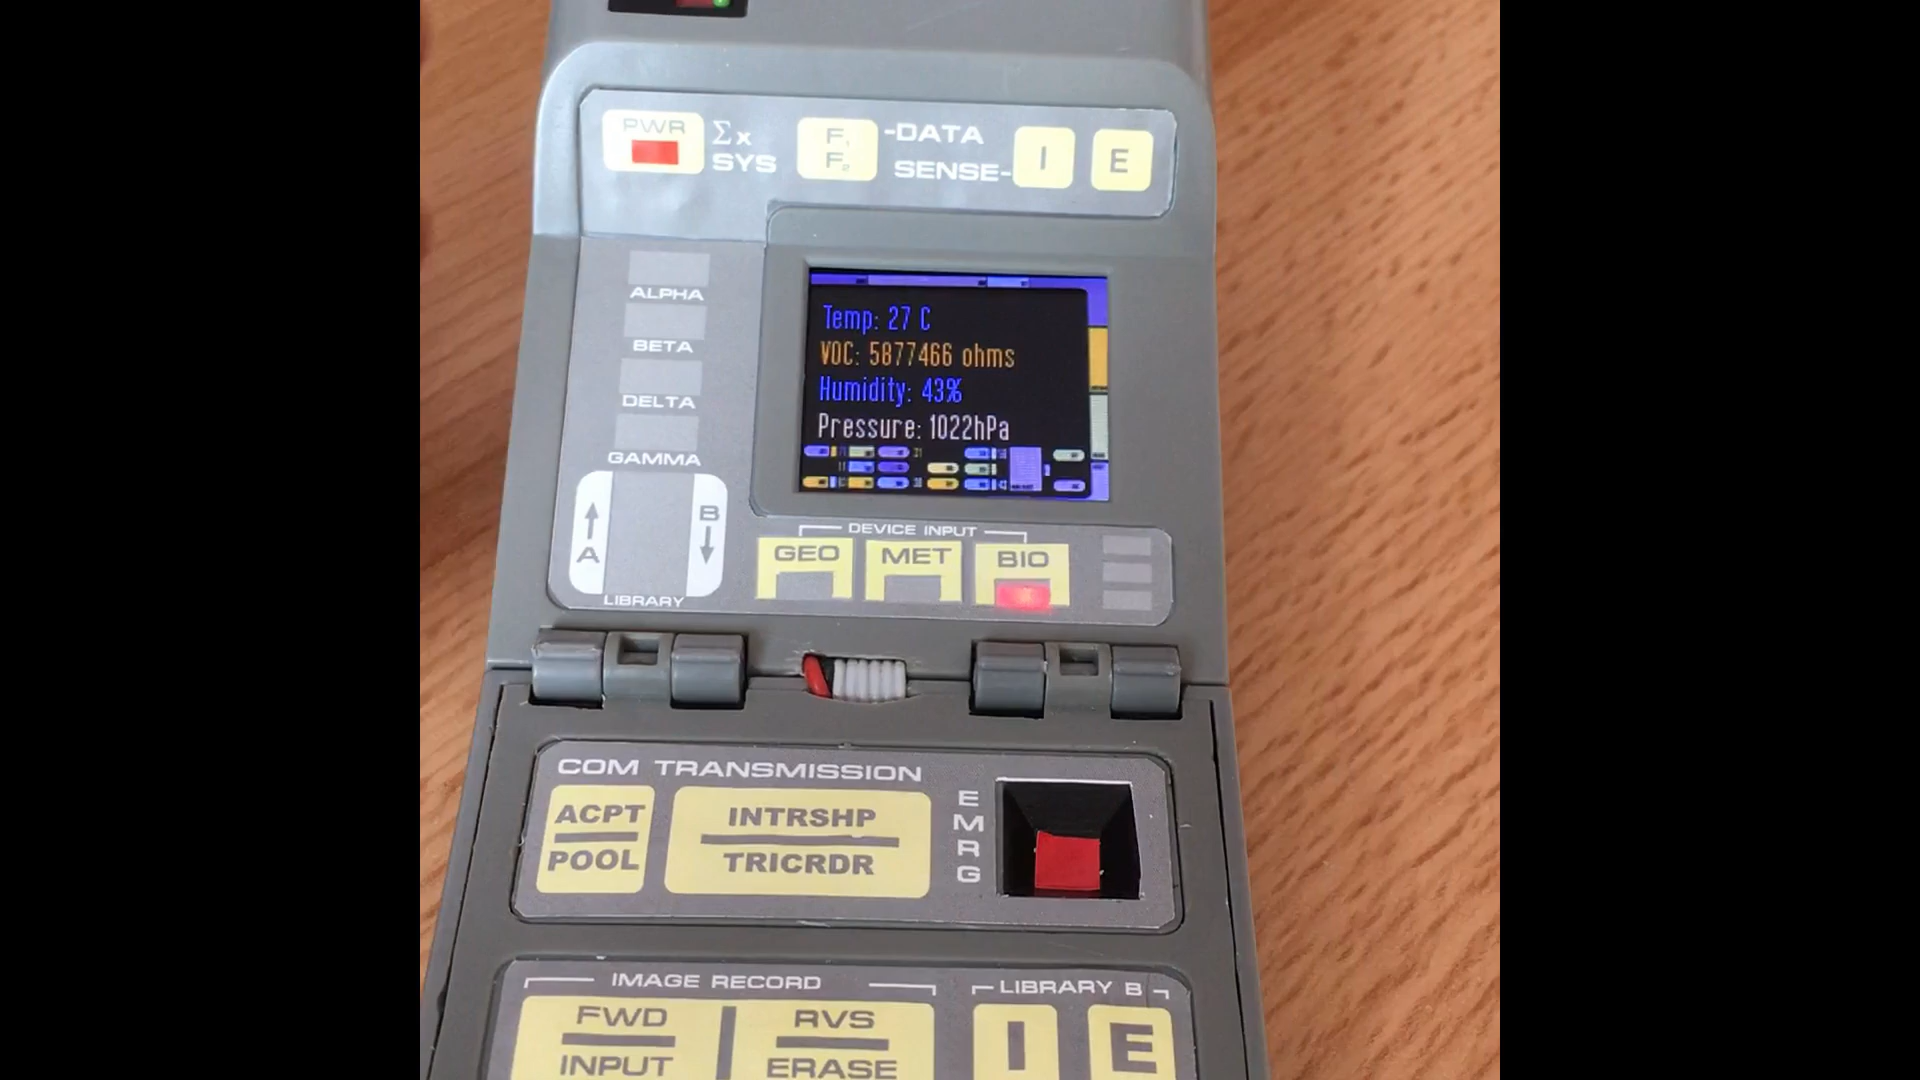 PWR
Σx
SYS
F1
F2
-DATA
SENSE-
I
E
ALPHA
BETA
DELTA
GAMMA
A
B
LIBRARY
Temp: 27 C
VOC: 5877466 ohms
Humidity: 43%
Pressure: 1022hPa
DEVICE INPUT
GEO
MET
BIO
COM TRANSMISSION
ACPT
POOL
INTRSHP
TRICRDR
EMRG
IMAGE RECORD
FWD
INPUT
RVS
ERASE
LIBRARY B
I
E